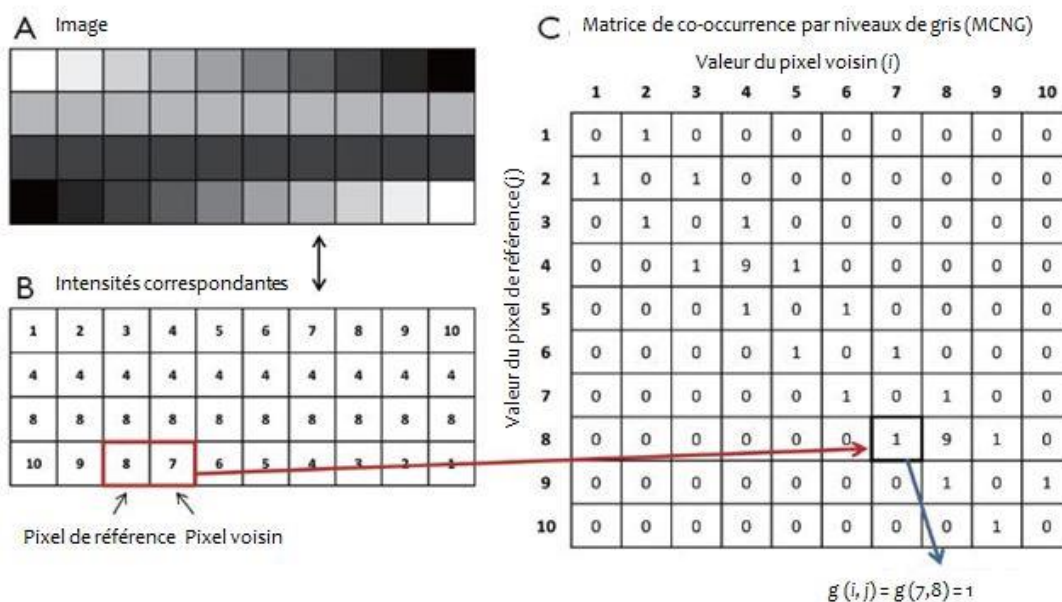 A Image
B Intensités correspondantes
1 2 3 4 5 6 7 8 9 10
4 4 4 4 4 4 4 4 4 4
8 8 8 8 8 8 8 8 8 8
10 9 8 7 6 5 4 3 2 1
Pixel de référence Pixel voisin
C Matrice de co-occurrence par niveaux de gris (MCNG)
Valeur du pixel voisin (i)
Valeur du pixel de référence (j)
1 2 3 4 5 6 7 8 9 10
1 0 1 0 0 0 0 0 0 0 0
2 1 0 1 0 0 0 0 0 0 0
3 0 1 0 1 0 0 0 0 0 0
4 0 0 1 9 1 0 0 0 0 0
5 0 0 0 1 0 1 0 0 0 0
6 0 0 0 0 1 0 1 0 0 0
7 0 0 0 0 0 1 0 1 0 0
8 0 0 0 0 0 0 1 9 1 0
9 0 0 0 0 0 0 0 1 0 1
10 0 0 0 0 0 0 0 0 1 0
g (i, j) = g (7,8) = 1